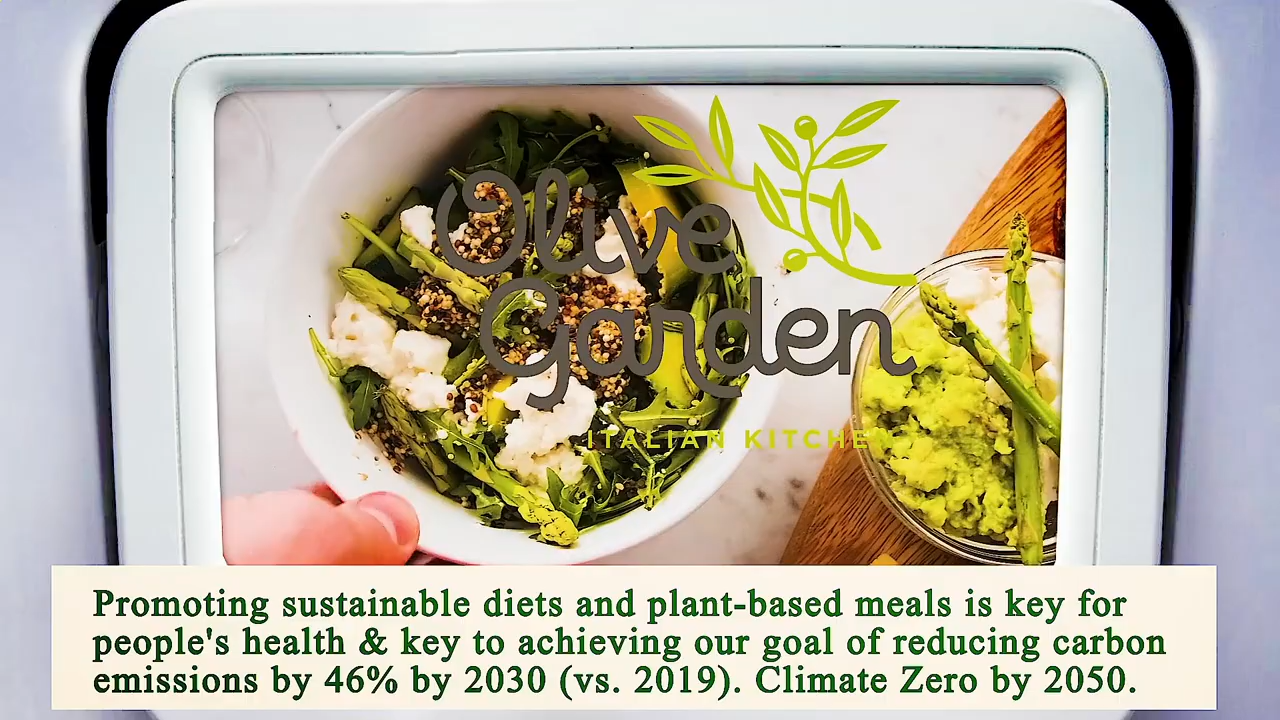 Olive
Garden
ITALIAN KITCHEN
Promoting sustainable diets and plant-based meals is key for
people's health & key to achieving our goal of reducing carbon
emissions by 46% by 2030 (vs. 2019). Climate Zero by 2050.